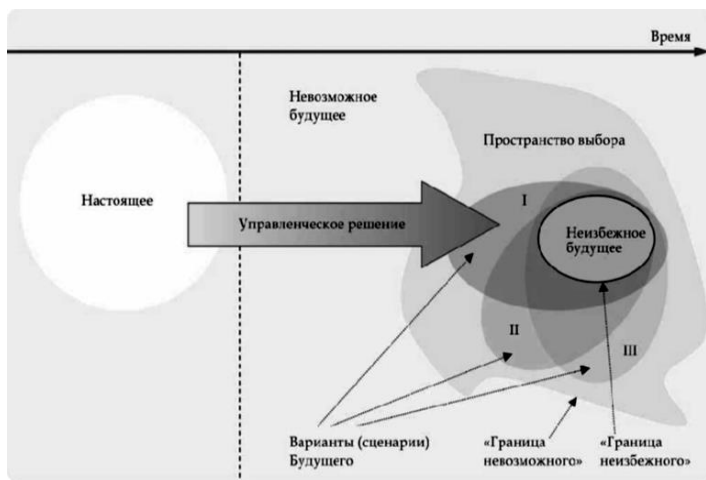 Время
Невозможное
будущее
Пространство выбора
Настоящее
I
Управленческое решение
Неизбежное
будущее
II
III
Варианты (сценарии)
Будущего
«Граница
невозможного»
«Граница
неизбежного»